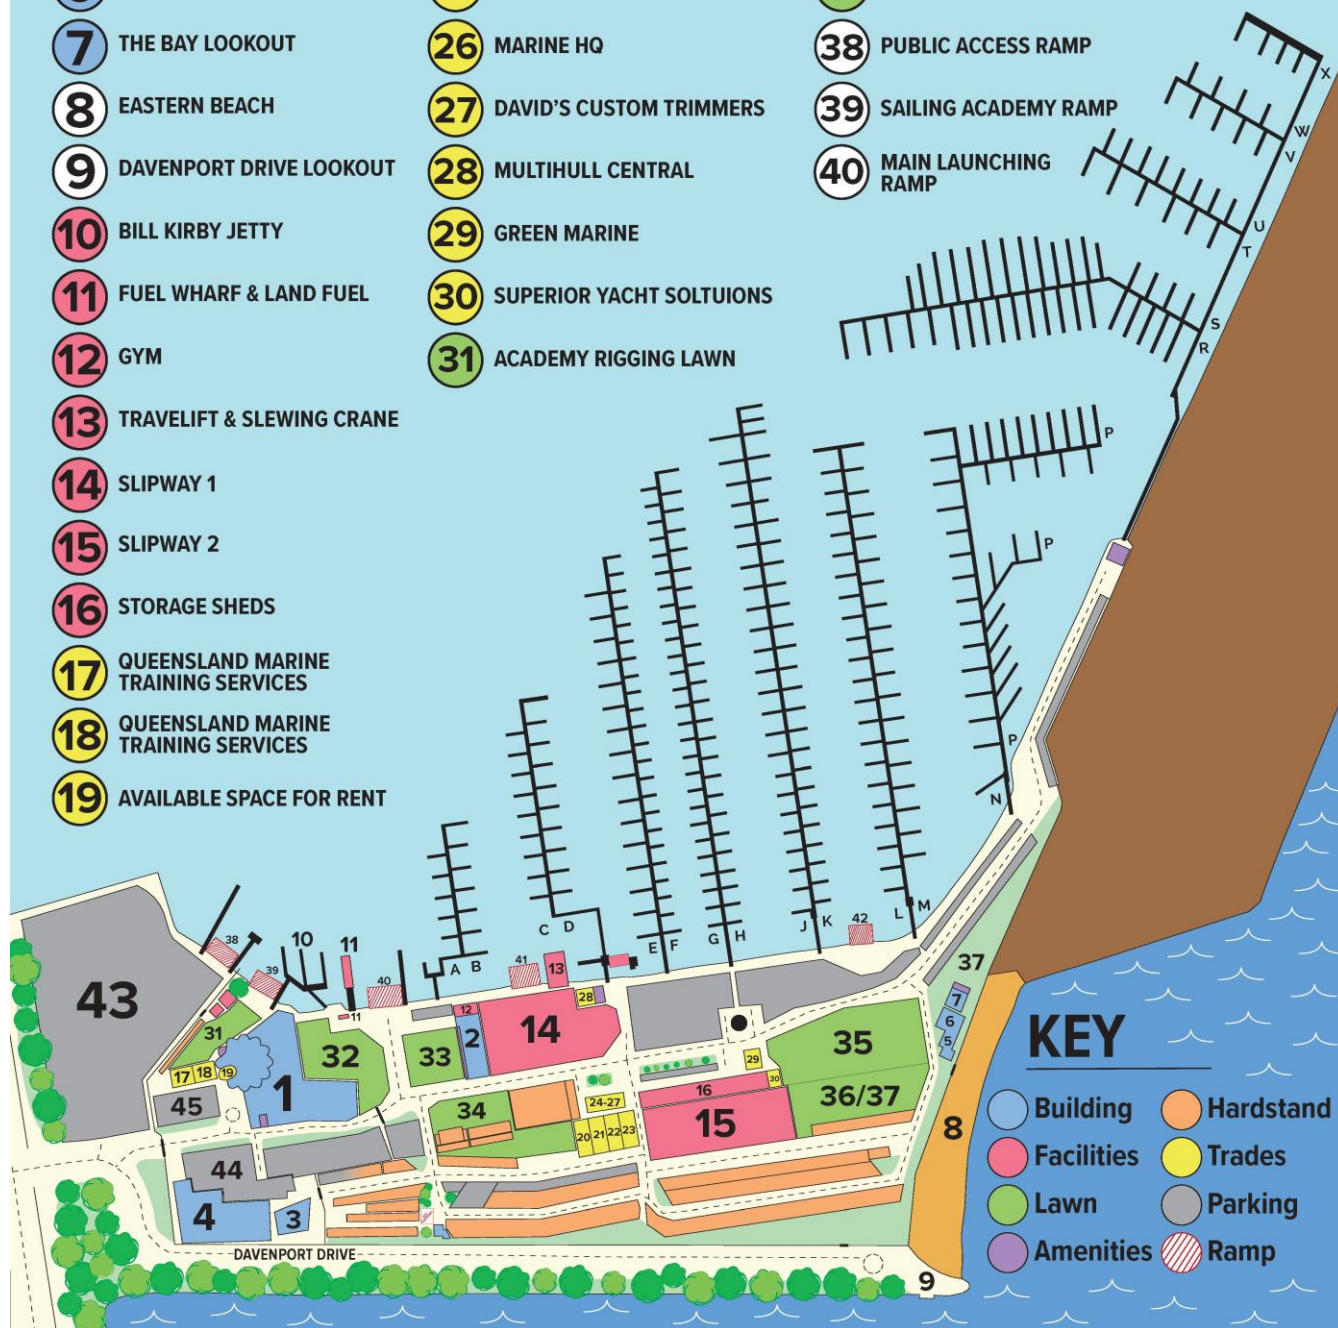 7 THE BAY LOOKOUT
8 EASTERN BEACH
9 DAVENPORT DRIVE LOOKOUT
10 BILL KIRBY JETTY
11 FUEL WHARF & LAND FUEL
12 GYM
13 TRAVELIFT & SLEWING CRANE
14 SLIPWAY 1
15 SLIPWAY 2
16 STORAGE SHEDS
17 QUEENSLAND MARINE
TRAINING SERVICES
18 QUEENSLAND MARINE
TRAINING SERVICES
19 AVAILABLE SPACE FOR RENT
26 MARINE HQ
27 DAVID'S CUSTOM TRIMMERS
28 MULTIHULL CENTRAL
29 GREEN MARINE
30 SUPERIOR YACHT SOLTUIONS
31 ACADEMY RIGGING LAWN
38 PUBLIC ACCESS RAMP
39 SAILING ACADEMY RAMP
40 MAIN LAUNCHING
RAMP
X
W
V
U
T
S
R
P
P
P
N
M
L
K
J
H
G
F
E
D
C
B
A
38
39
10
11
11
40
41
13
42
43
31
17 18 19
45
1
32
33
12
2
14
28
29
30
16
15
35
36/37
37
7
6
5
8
34
24-27
20 21 22 23
44
4
3
DAVENPORT DRIVE
9
KEY
Building
Hardstand
Facilities
Trades
Lawn
Parking
Amenities
Ramp